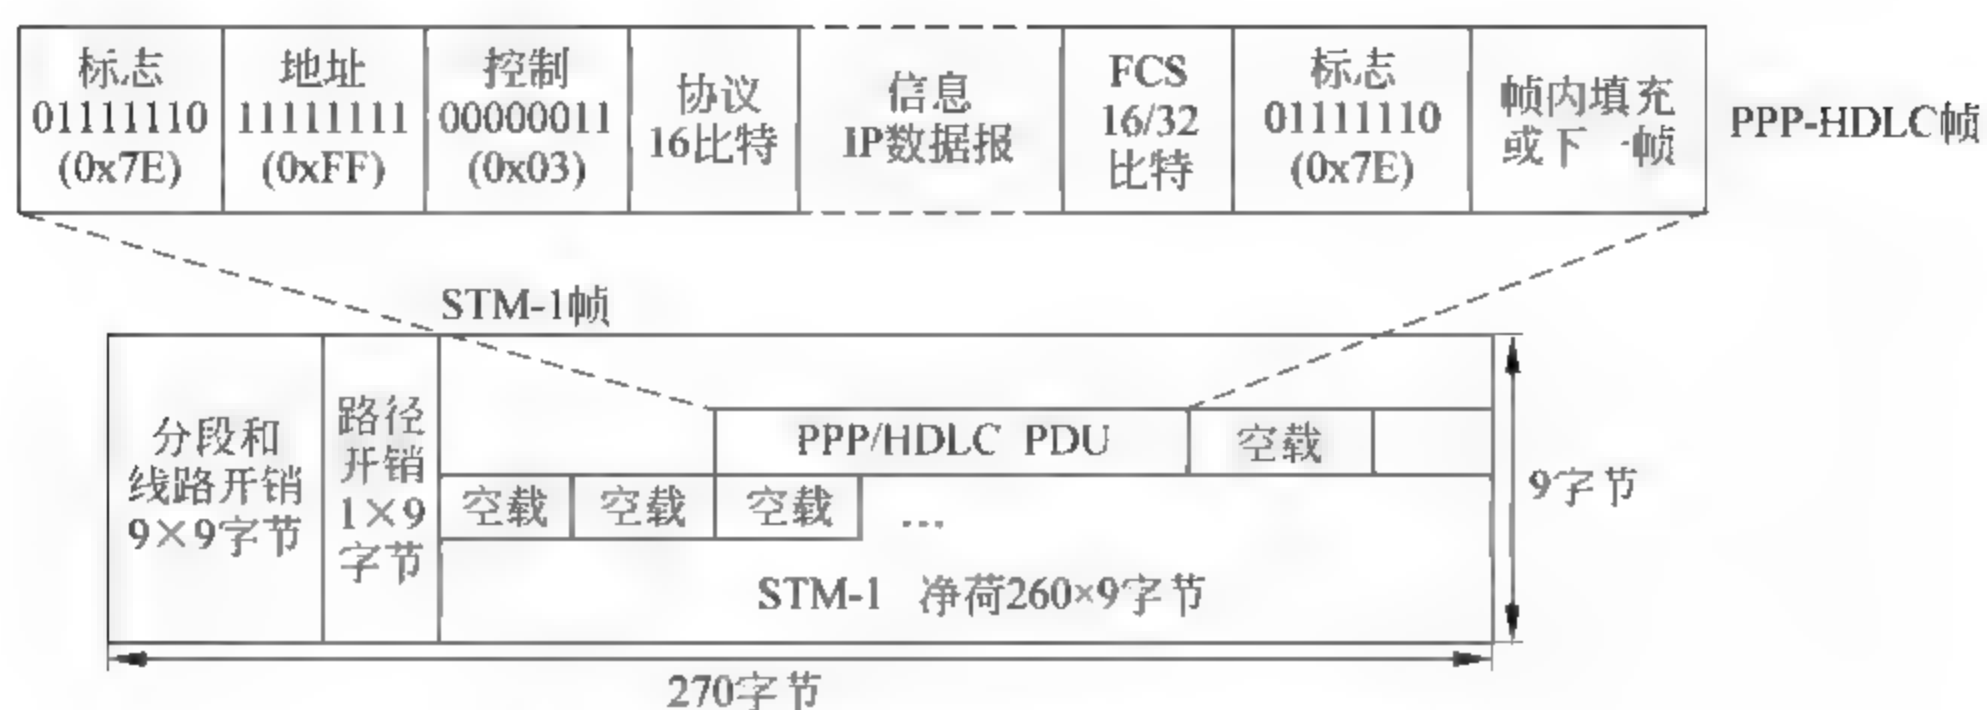 标志
01111110
(0x7E)
地址
11111111
(0xFF)
控制
00000011
(0x03)
协议
16比特
信息
IP数据报
FCS
16/32
比特
标志
01111110
(0x7E)
帧内填充
或下一帧
PPP-HDLC帧
STM-1帧
分段和
线路开销
9×9字节
路径
开销
1×9
字节
PPP/HDLC PDU
空载
空载
空载
空载
...
9字节
STM-1 净荷260×9字节
270字节